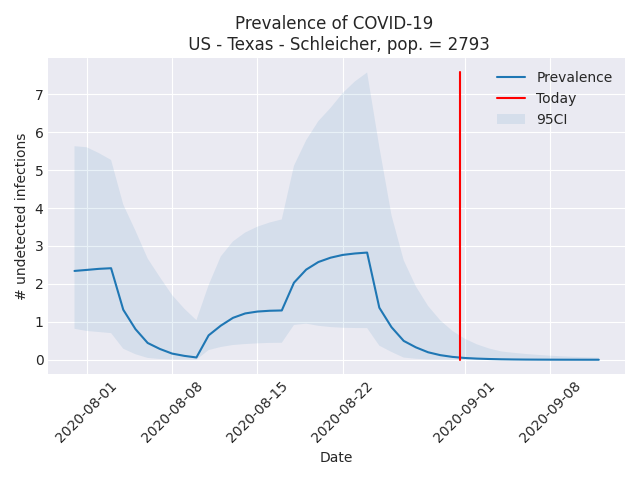 Prevalence of COVID-19
US - Texas - Schleicher, pop. = 2793
Prevalence
Today
95CI
# undetected infections
7
6
5
4
3
2
1
0
2020-08-01
2020-08-08
2020-08-15
2020-08-22
2020-09-01
2020-09-08
Date